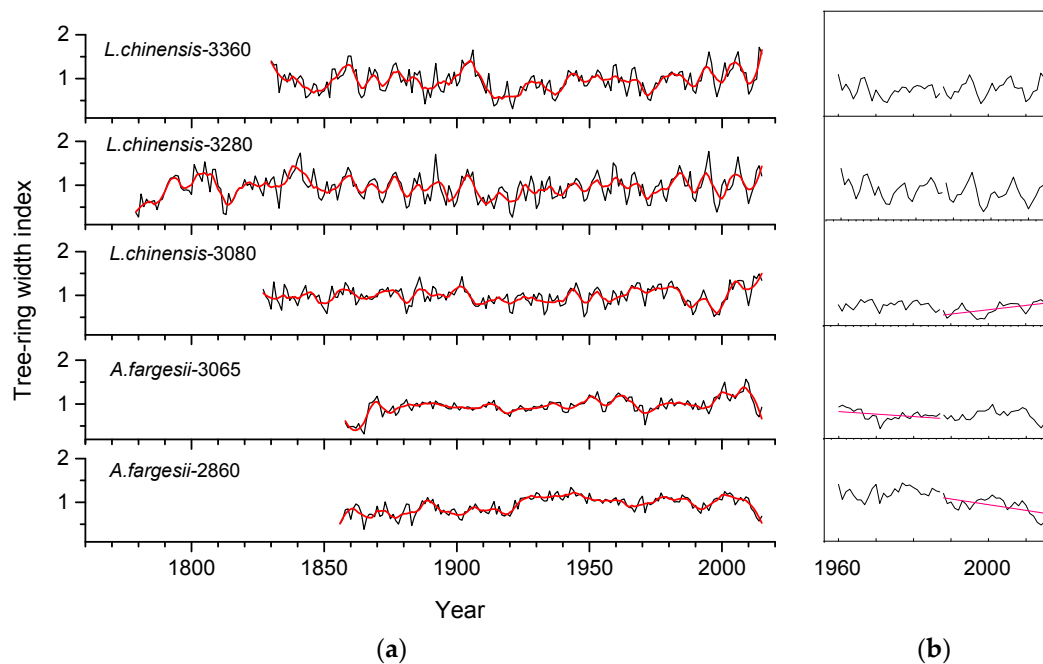 2
L.chinensis-3360
1
2
L.chinensis-3280
1
2
L.chinensis-3080
1
2
A.fargesii-3065
1
2
A.fargesii-2860
1
Tree-ring width index
1800 1850 1900 1950 2000
1960 2000
Year
(a) (b)